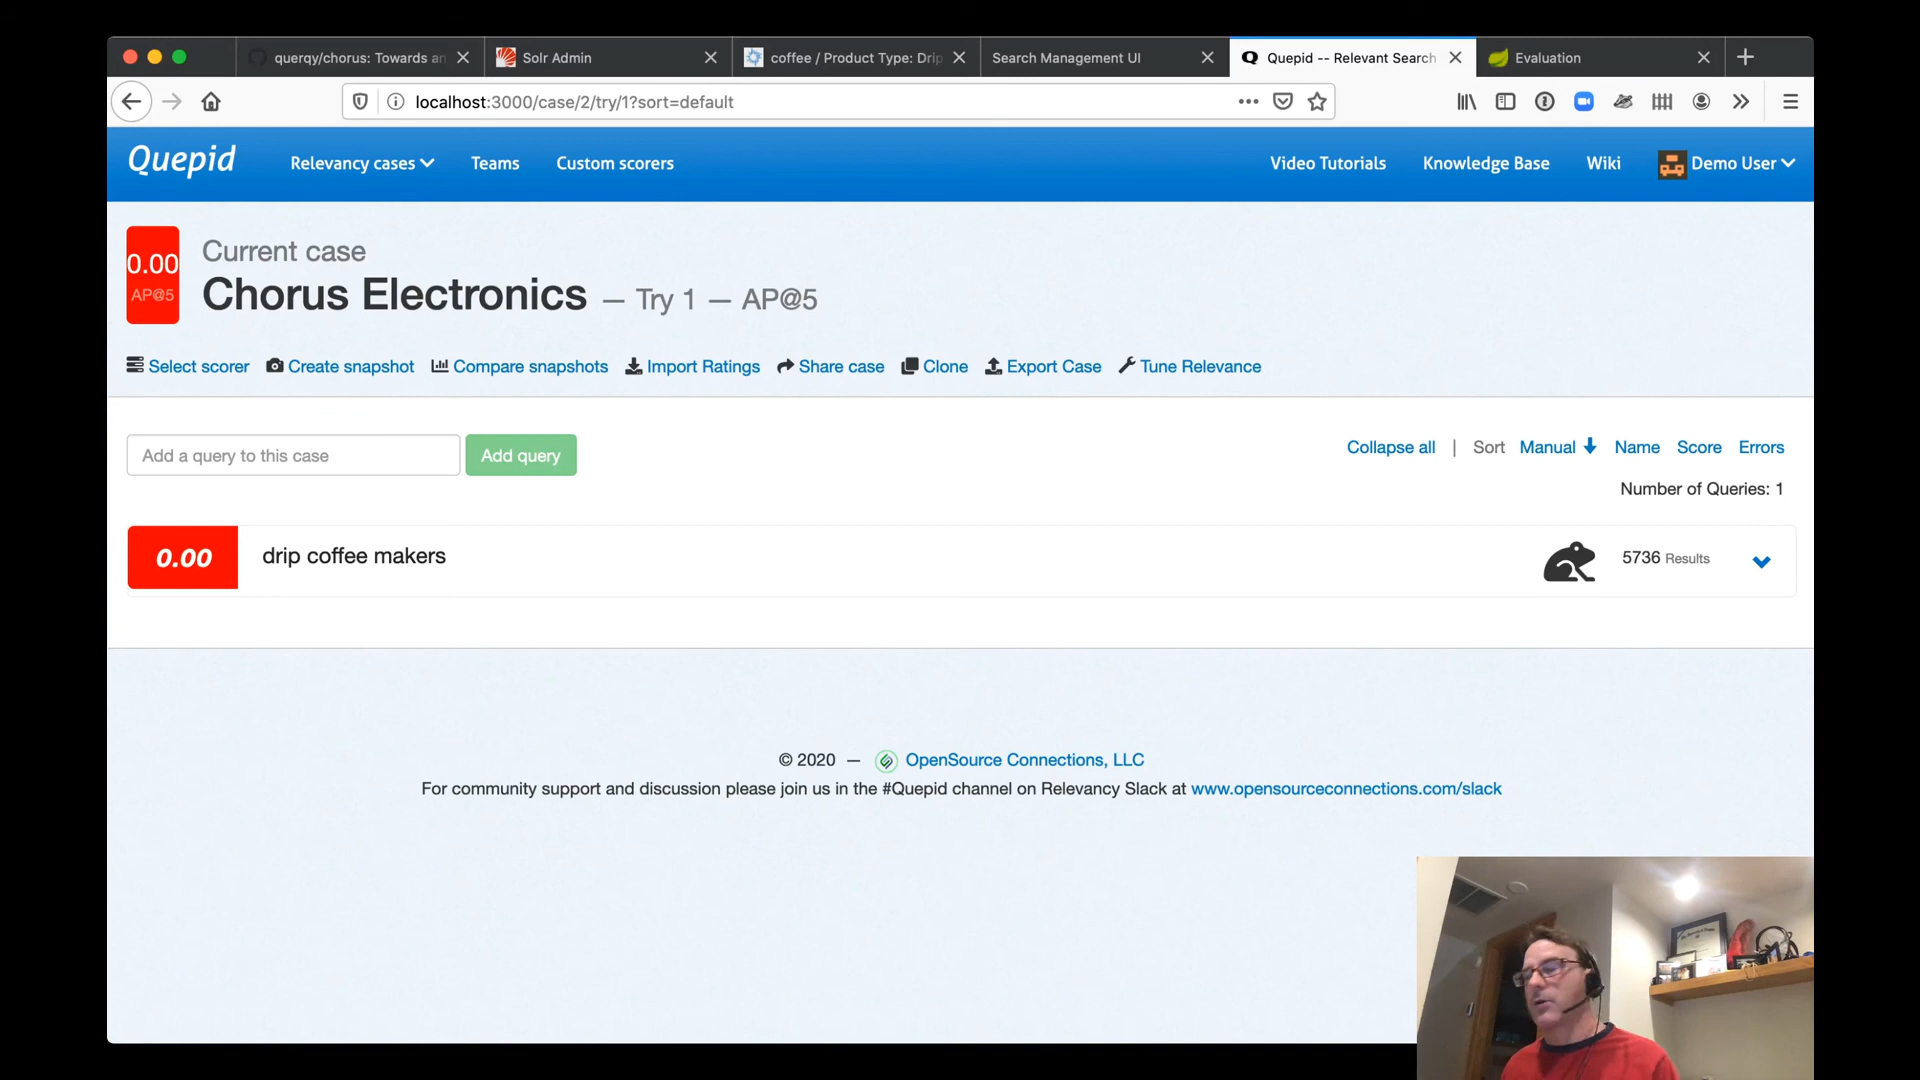 querqy/chorus: Towards an
Solr Admin
coffee / Product Type: Drip
Search Management UI
Quepid -- Relevant Search
Evaluation
localhost:3000/case/2/try/1?sort=default
Quepid
Relevancy cases
Teams
Custom scorers
Video Tutorials
Knowledge Base
Wiki
Demo User
0.00
AP@5
Current case
Chorus Electronics — Try 1 — AP@5
Select scorer
Create snapshot
Compare snapshots
Import Ratings
Share case
Clone
Export Case
Tune Relevance
Add a query to this case
Add query
Collapse all | Sort Manual Name Score Errors
Number of Queries: 1
0.00
drip coffee makers
5736 Results
© 2020 — OpenSource Connections, LLC
For community support and discussion please join us in the #Quepid channel on Relevancy Slack at www.opensourceconnections.com/slack